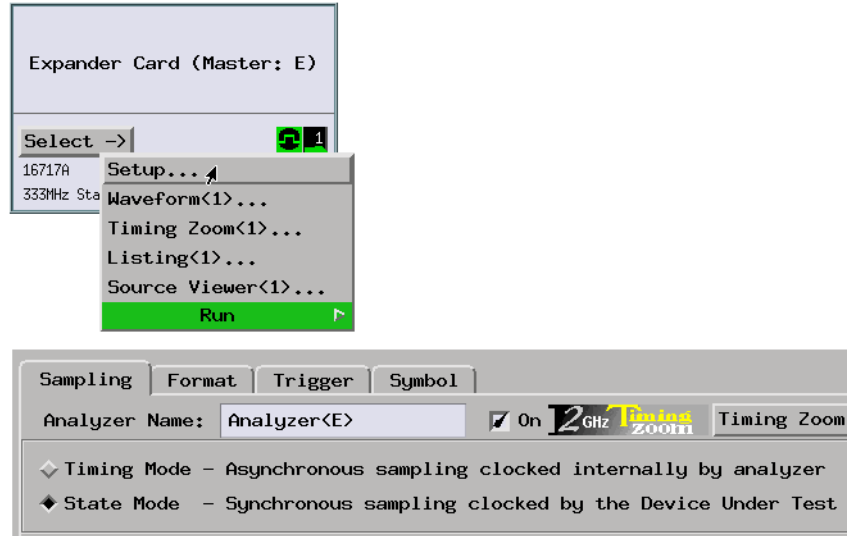 Expander Card (Master: E)
Select ->
1
16717A
333MHz Sta
Setup...
Waveform<1>...
Timing Zoom<1>...
Listing<1>...
Source Viewer<1>...
Run
Sampling Format Trigger Symbol
Analyzer Name: Analyzer<E> On 2GHz Timing Zoom Timing Zoom
Timing Mode - Asynchronous sampling clocked internally by analyzer
State Mode - Synchronous sampling clocked by the Device Under Test